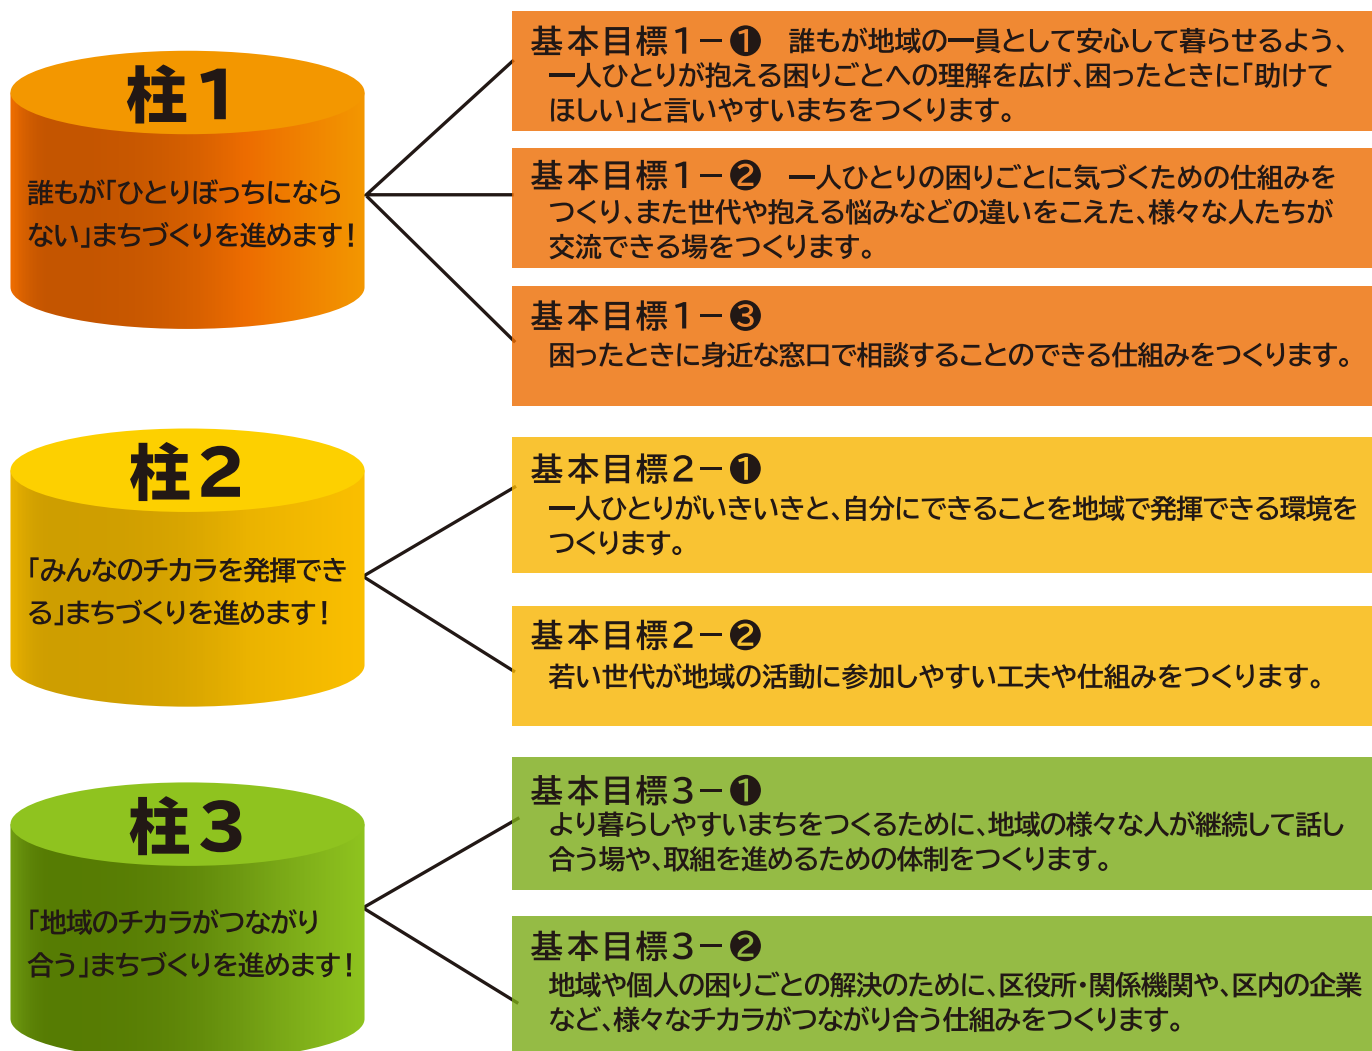 柱1
誰もが「ひとりぼっちになら
ない」まちづくりを進めます！
基本目標1－❶　誰もが地域の一員として安心して暮らせるよう、
一人ひとりが抱える困りごとへの理解を広げ、困ったときに「助けて
ほしい」と言いやすいまちをつくります。
基本目標1－❷　一人ひとりの困りごとに気づくための仕組みを
つくり、また世代や抱える悩みなどの違いをこえた、様々な人たちが
交流できる場をつくります。
基本目標1－❸
困ったときに身近な窓口で相談することのできる仕組みをつくります。
柱2
「みんなのチカラを発揮でき
る」まちづくりを進めます！
基本目標2－❶
一人ひとりがいきいきと、自分にできることを地域で発揮できる環境を
つくります。
基本目標2－❷
若い世代が地域の活動に参加しやすい工夫や仕組みをつくります。
柱3
「地域のチカラがつながり
合う」まちづくりを進めます！
基本目標3－❶
より暮らしやすいまちをつくるために、地域の様々な人が継続して話し
合う場や、取組を進めるための体制をつくります。
基本目標3－❷
地域や個人の困りごとの解決のために、区役所・関係機関や、区内の企業
など、様々なチカラがつながり合う仕組みをつくります。